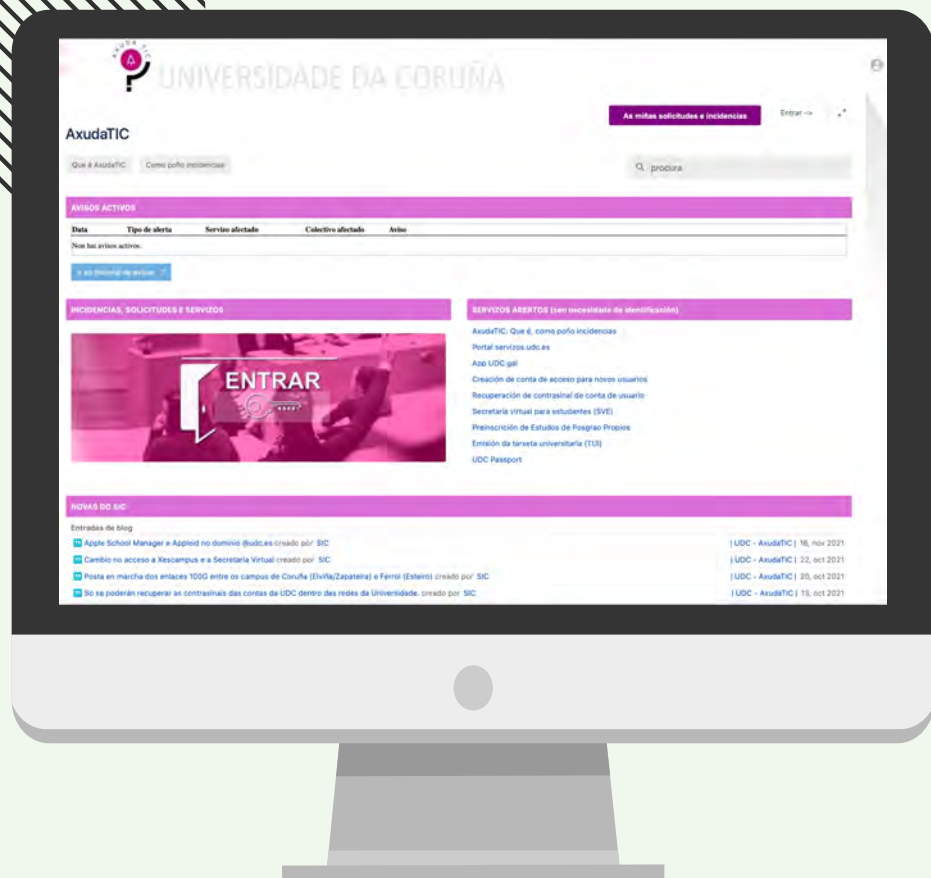 AXUDA TIC
UNIVERSIDADE DA CORUÑA
As miñas solicitudes e incidencias
Entrar ->
AxudaTIC
Que é AxudaTIC
Como poño incidencias
procura
AVISOS ACTIVOS
Data Tipo de alerta Servizo afectado Colectivo afectado Aviso
Non hai avisos activos.
INCIDENCIAS, SOLICITUDES E SERVIZOS
ENTRAR
SERVIZOS ABERTOS (sen necesidade de identificación)
AxudaTIC: Que é, como poño incidencias
Portal servizos.udc.es
App UDC.gal
Creación de conta de acceso para novos usuarios
Recuperación de contrasinal de conta de usuario
Secretaría virtual para estudantes (SVE)
Preinscrición de Estudos de Posgrao Propios
Emisión da tarxeta universitaria (TUI)
UDC Passport
NOVAS DO SIC
Entradas de blog
Apple School Manager e Appleid no dominio @udc.es creado por SIC | UDC - AxudaTIC | 16, nov 2021
Cambio no acceso a Xescampus e a Secretaría Virtual creado por SIC | UDC - AxudaTIC | 22, oct 2021
Posta en marcha dos enlaces 100G entre os campus de Coruña (Elviña/Zapateira) e Ferrol (Esteiro) creado por SIC | UDC - AxudaTIC | 20, oct 2021
So se poderán recuperar as contrasinais das contas da UDC dentro das redes da Universidade. creado por SIC | UDC - AxudaTIC | 13, oct 2021